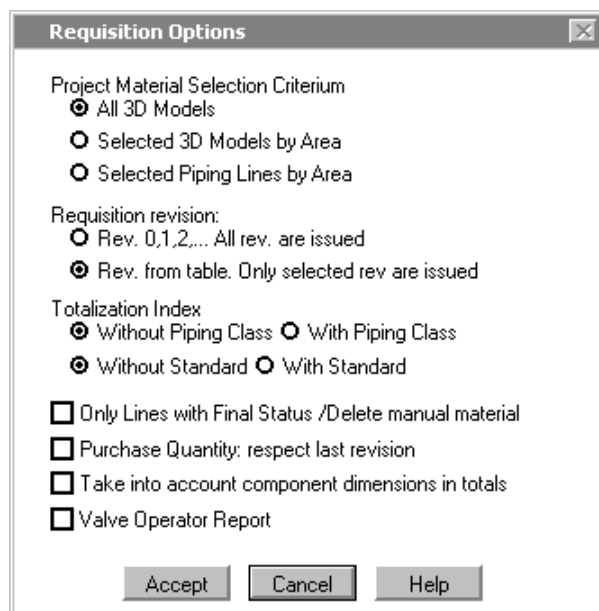 Requisition Options
Project Material Selection Criterium
All 3D Models
Selected 3D Models by Area
Selected Piping Lines by Area
Requisition revision:
Rev. 0,1,2,... All rev. are issued
Rev. from table. Only selected rev are issued
Totalization Index
Without Piping Class With Piping Class
Without Standard With Standard
Only Lines with Final Status /Delete manual material
Purchase Quantity: respect last revision
Take into account component dimensions in totals
Valve Operator Report
Accept Cancel Help